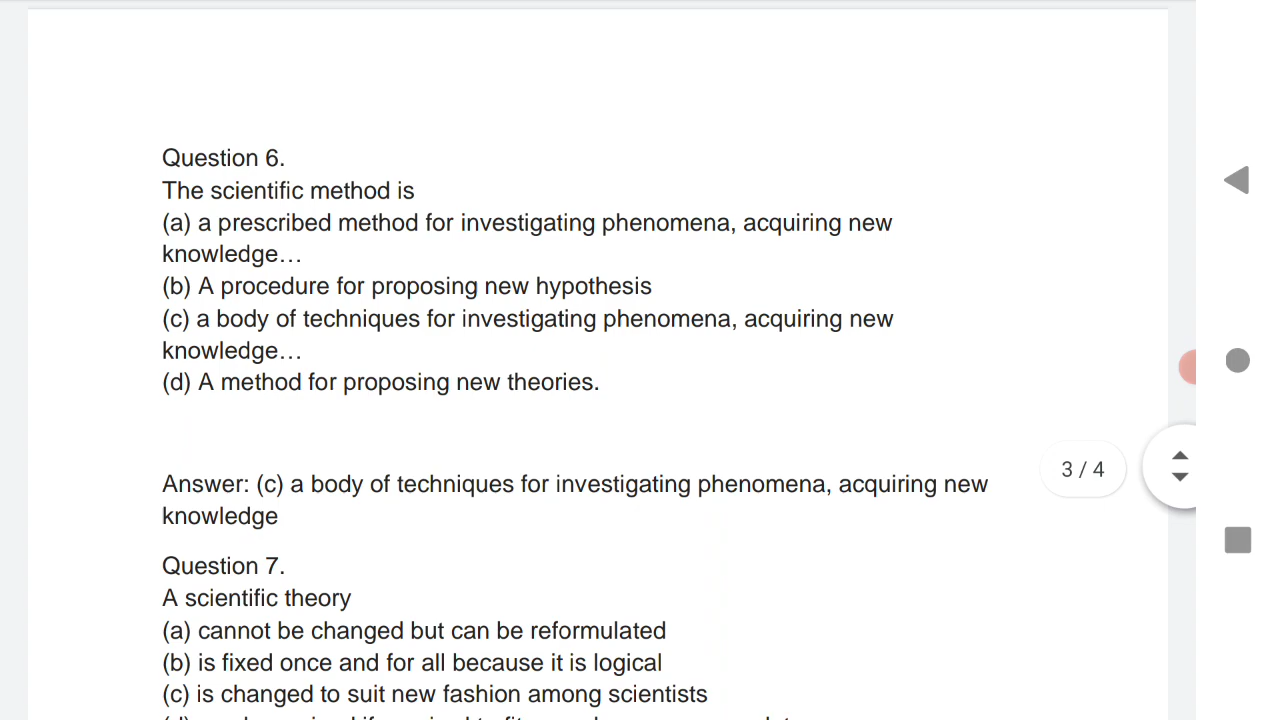 Question 6.
The scientific method is
(a) a prescribed method for investigating phenomena, acquiring new
knowledge…
(b) A procedure for proposing new hypothesis
(c) a body of techniques for investigating phenomena, acquiring new
knowledge…
(d) A method for proposing new theories.
Answer: (c) a body of techniques for investigating phenomena, acquiring new
knowledge
3 / 4
Question 7.
A scientific theory
(a) cannot be changed but can be reformulated
(b) is fixed once and for all because it is logical
(c) is changed to suit new fashion among scientists